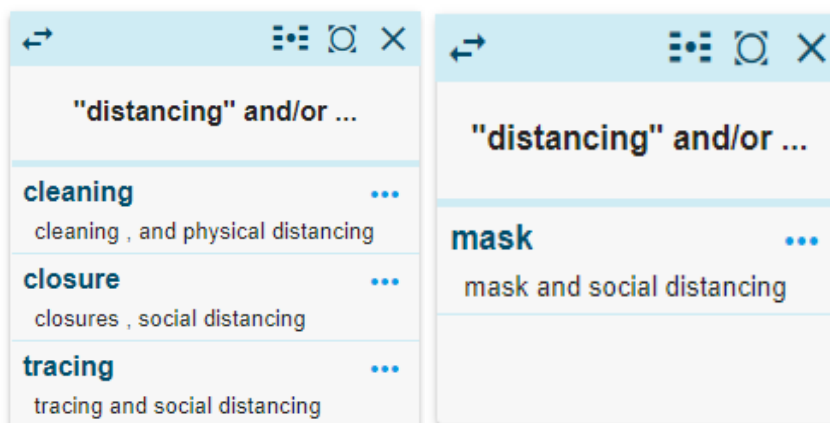 "distancing" and/or ...
cleaning
cleaning , and physical distancing
closure
closures , social distancing
tracing
tracing and social distancing
"distancing" and/or ...
mask
mask and social distancing